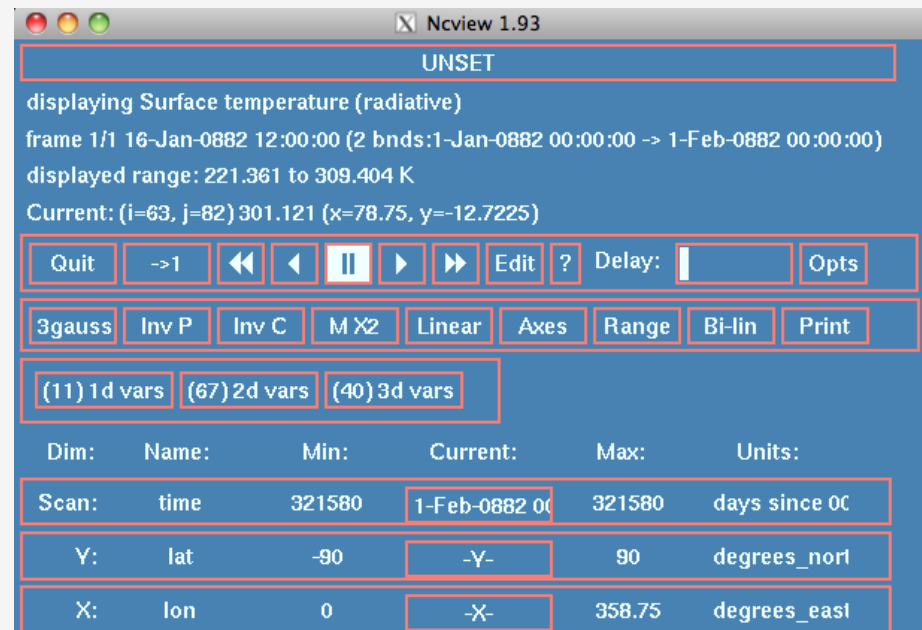 Ncview 1.93
UNSET
displaying Surface temperature (radiative)
frame 1/1 16-Jan-0882 12:00:00 (2 bnds:1-Jan-0882 00:00:00 -> 1-Feb-0882 00:00:00)
displayed range: 221.361 to 309.404 K
Current: (i=63, j=82) 301.121 (x=78.75, y=-12.7225)
Quit ->1 Edit ? Delay: Opts
3gauss Inv P Inv C M X2 Linear Axes Range Bi-lin Print
(11) 1d vars (67) 2d vars (40) 3d vars
Dim: Name: Min: Current: Max: Units:
Scan: time 321580 1-Feb-0882 00 321580 days since 00
Y: lat -90 -Y- 90 degrees_nort
X: lon 0 -X- 358.75 degrees_east